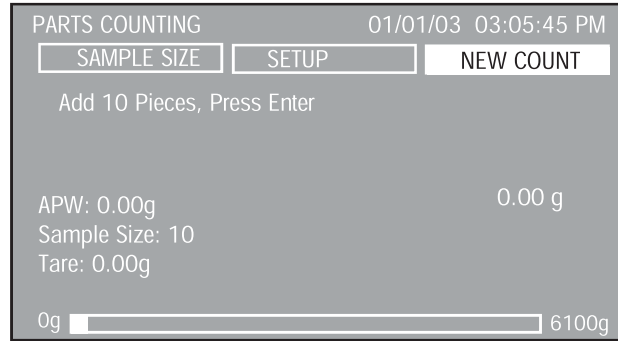 PARTS COUNTING 01/01/03 03:05:45 PM
SAMPLE SIZE SETUP NEW COUNT
Add 10 Pieces, Press Enter
0.00 g
APW: 0.00g
Sample Size: 10
Tare: 0.00g
0g 6100g